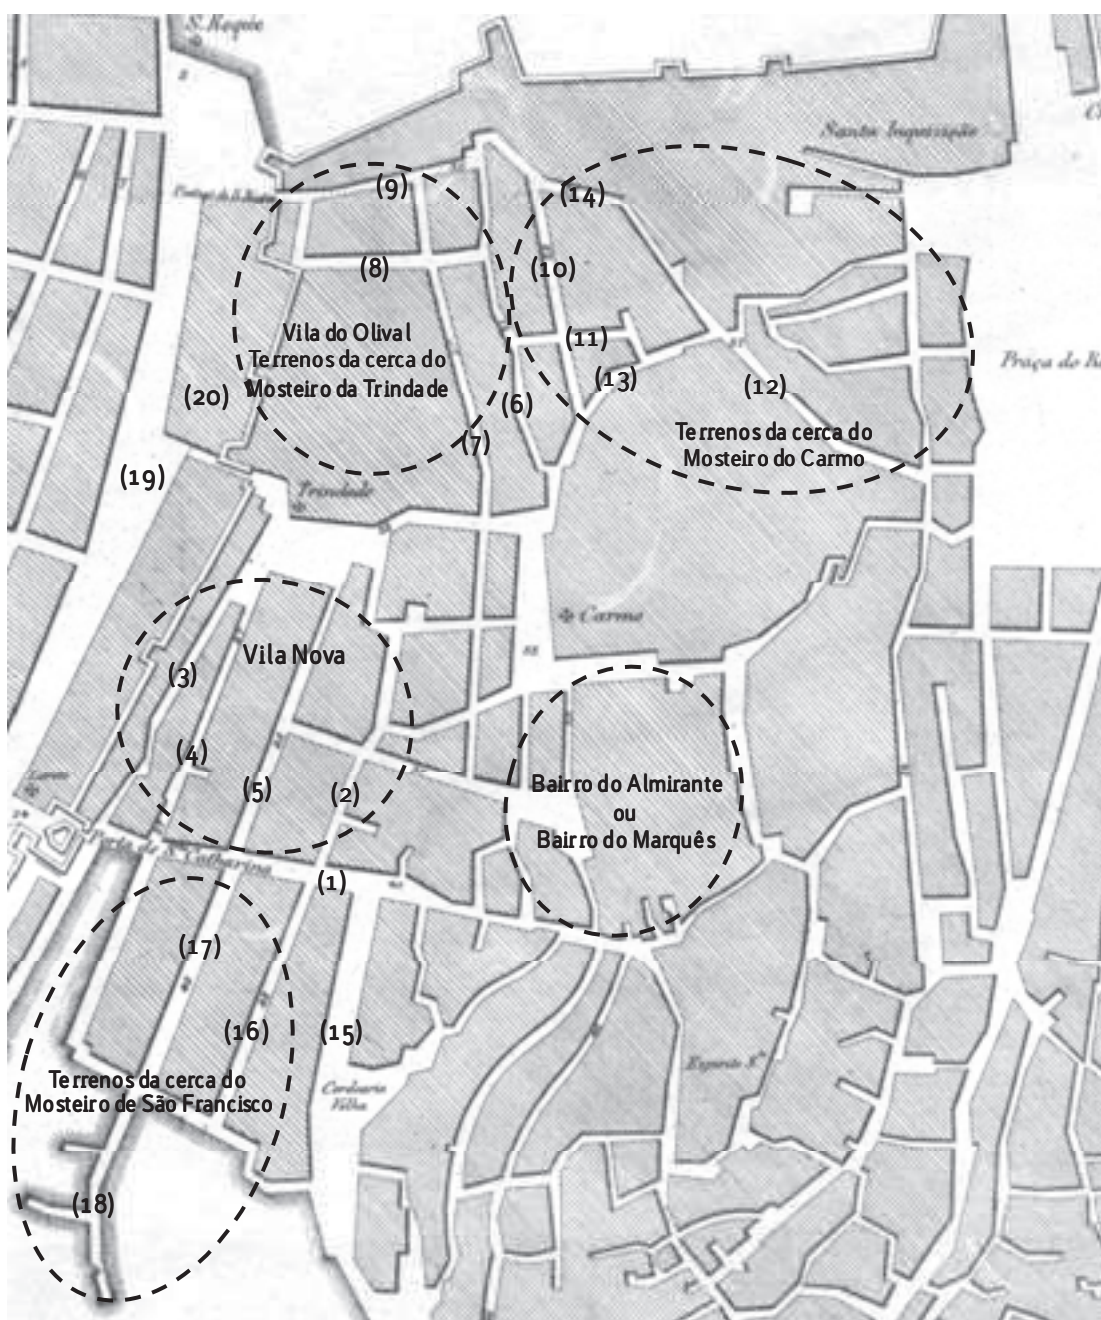 S. Roque
Santa Inquisição
(9)
(14)
(8)
(10)
Vila do Olival
Terrenos da cerca do
Mosteiro da Trindade
(11)
(20)
(6)
(13)
(12)
(7)
Terrenos da cerca do
Mosteiro do Carmo
Praça do
(19)
Trindade
Carmo
Vila Nova
(3)
(4)
(5)
(2)
Bairro do Almirante
ou
Bairro do Marquês
Loreto
Porta de S. Catharina
(1)
(17)
(16)
(15)
Terrenos da cerca do
Mosteiro de São Francisco
Cordoaria
Velha
Espirito Sto
(18)